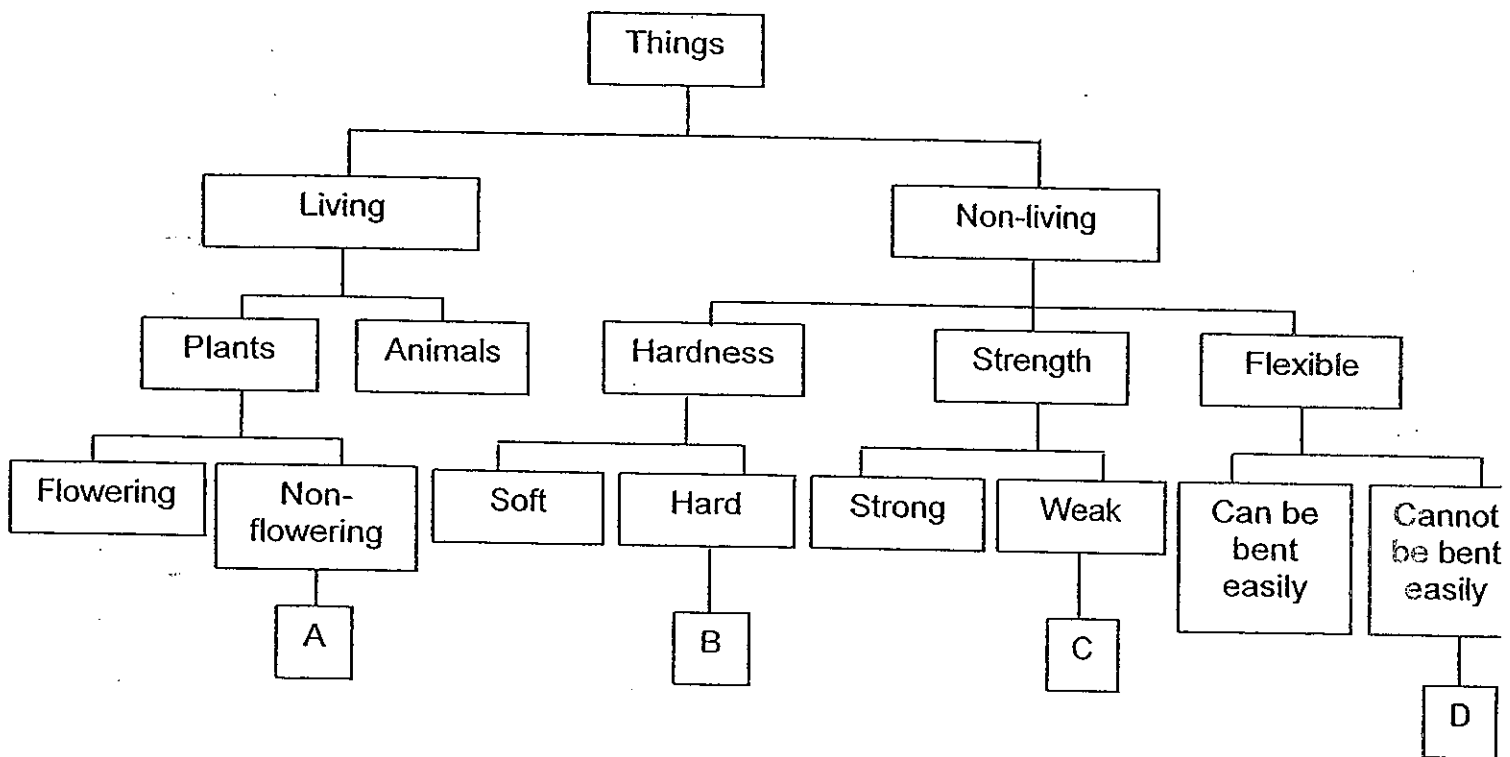 Things
Living
Non-living
Plants
Animals
Hardness
Strength
Flexible
Flowering
Non-
flowering
Soft
Hard
Strong
Weak
Can be
bent
easily
Cannot
be bent
easily
A
B
C
D